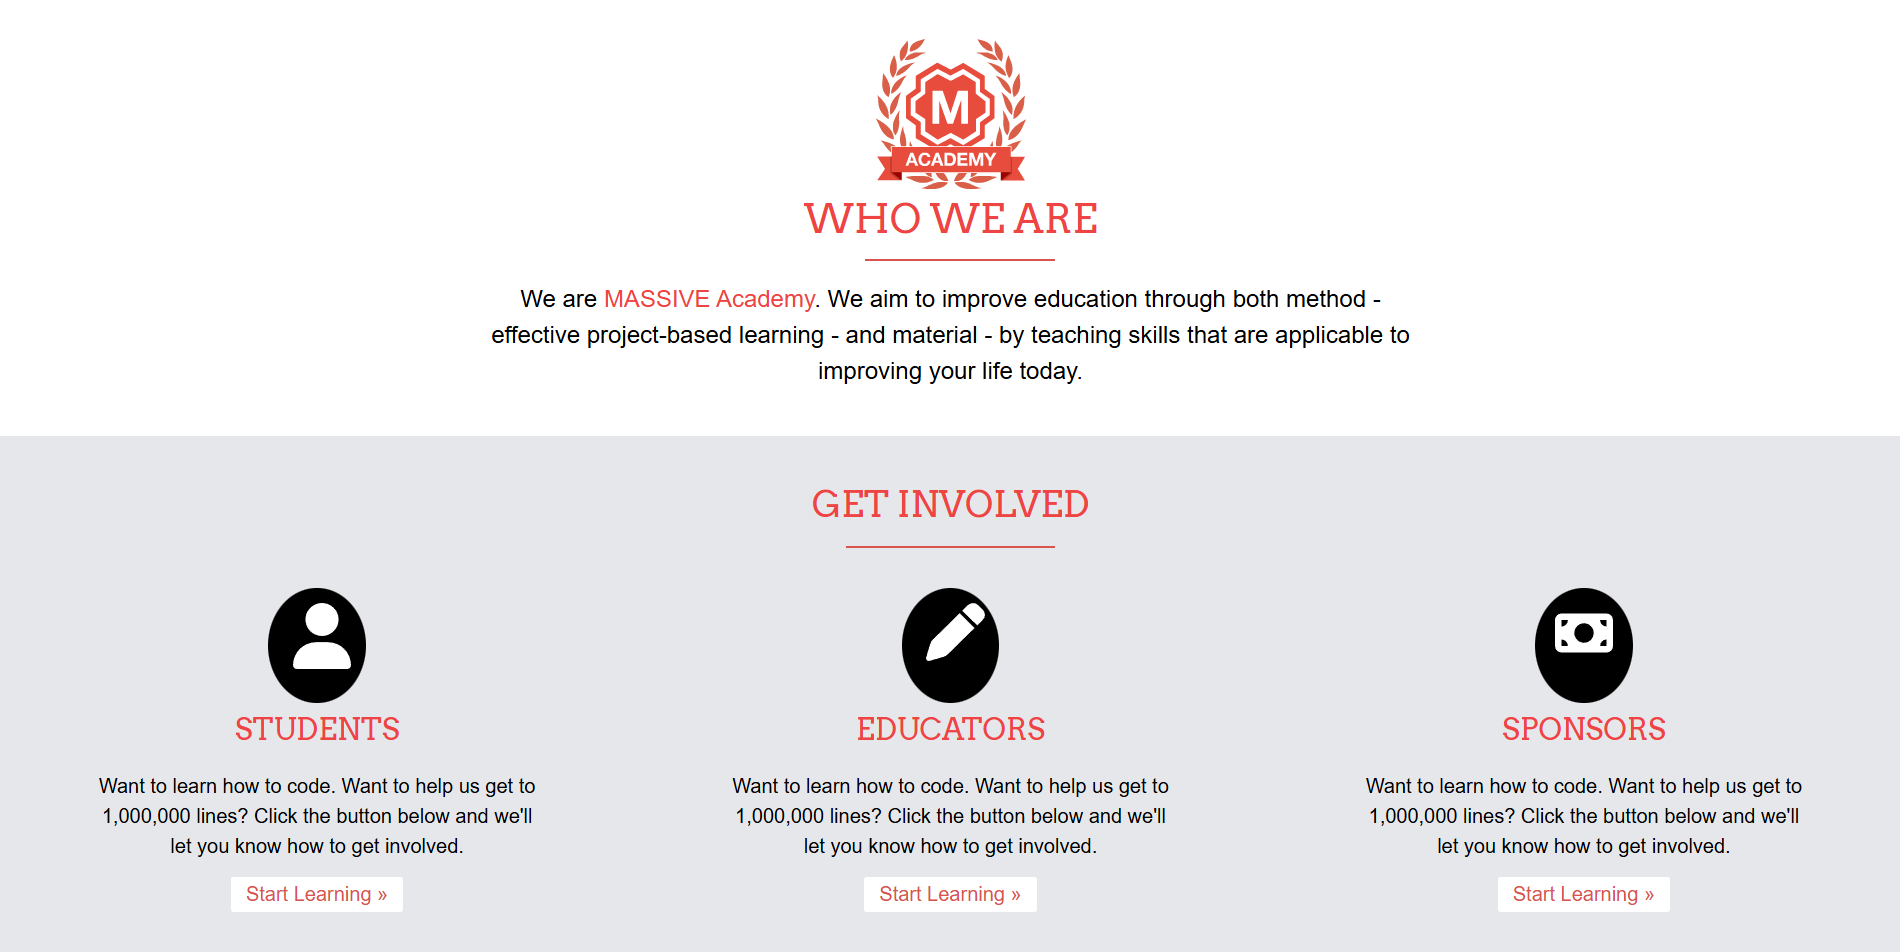 M
ACADEMY
WHO WE ARE
We are MASSIVE Academy. We aim to improve education through both method -
effective project-based learning - and material - by teaching skills that are applicable to
improving your life today.
GET INVOLVED
STUDENTS
Want to learn how to code. Want to help us get to
1,000,000 lines? Click the button below and we'll
let you know how to get involved.
Start Learning »
EDUCATORS
Want to learn how to code. Want to help us get to
1,000,000 lines? Click the button below and we'll
let you know how to get involved.
Start Learning »
SPONSORS
Want to learn how to code. Want to help us get to
1,000,000 lines? Click the button below and we'll
let you know how to get involved.
Start Learning »